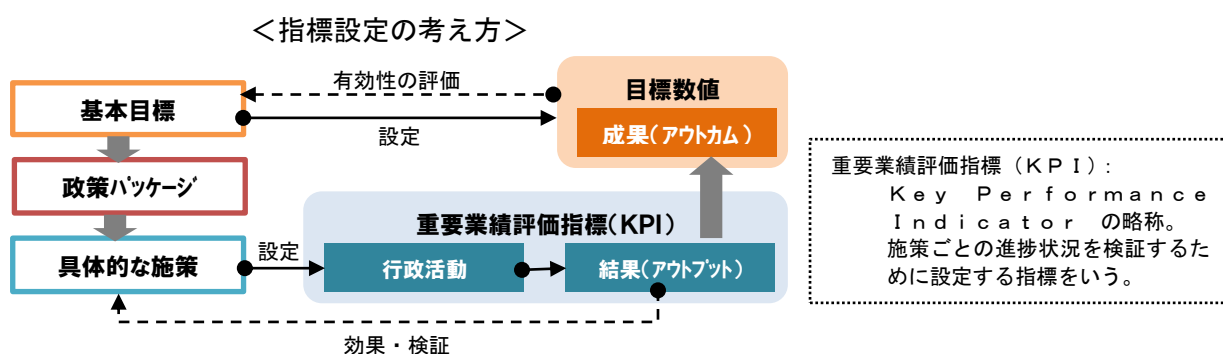 ＜指標設定の考え方＞
有効性の評価
基本目標
設定
目標数値
成果(アウトカム)
政策パッケージ
重要業績評価指標(KPI)
具体的な施策
設定
行政活動
結果(アウトプット)
効果・検証
重要業績評価指標（ＫＰＩ）:
Ｋｅｙ　Ｐｅｒｆｏｒｍａｎｃｅ
Ｉｎｄｉｃａｔｏｒ　の略称。
施策ごとの進捗状況を検証するた
めに設定する指標をいう。